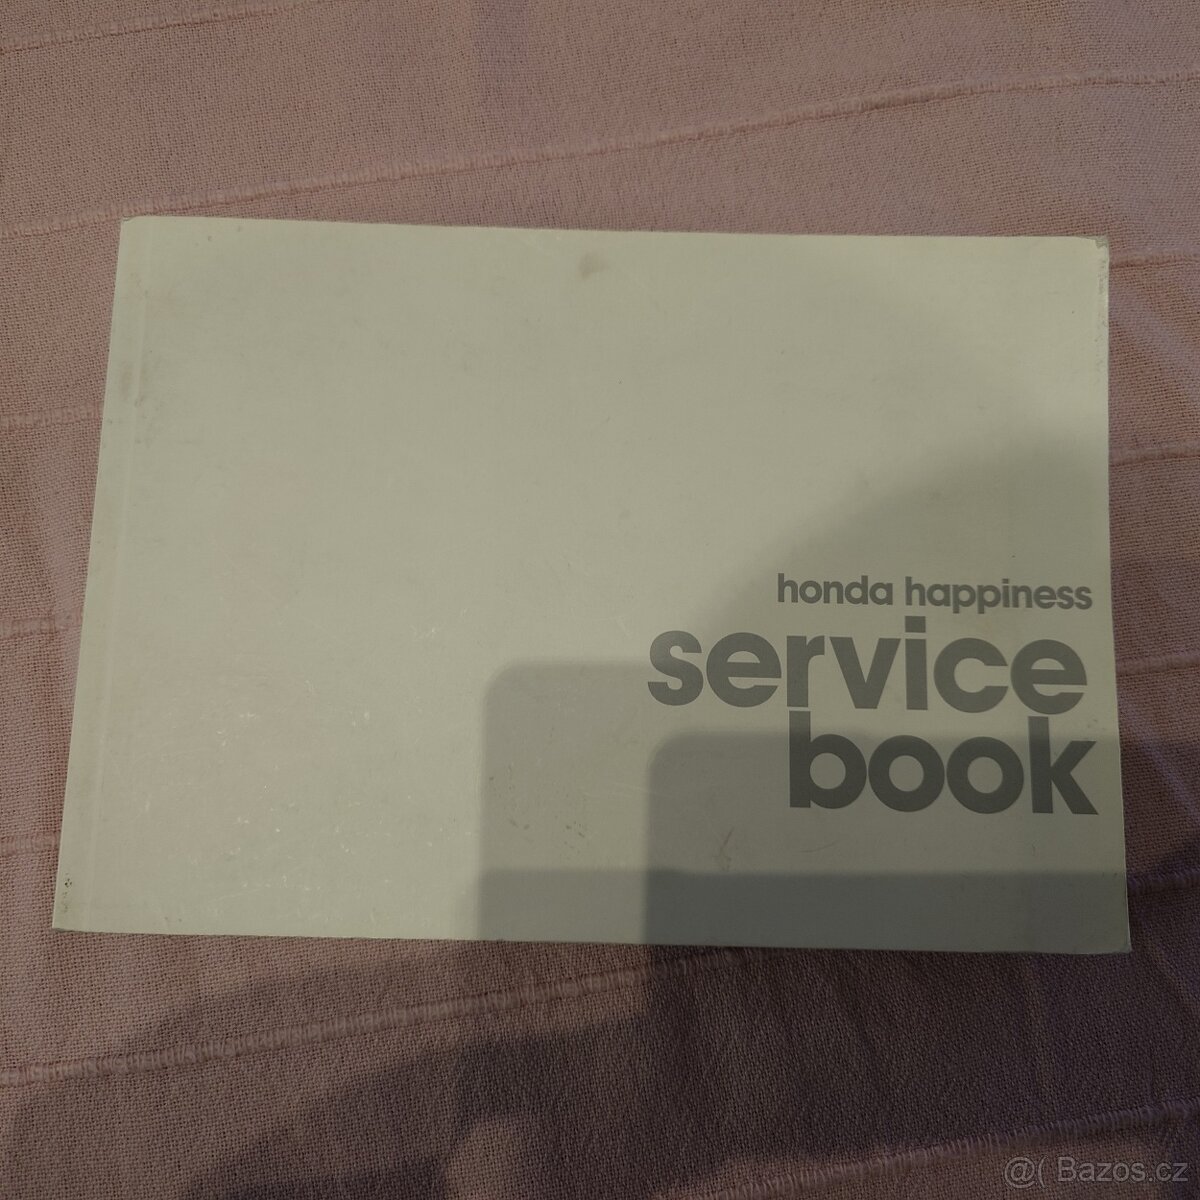 honda happiness
service
book
@( Bazos.cz